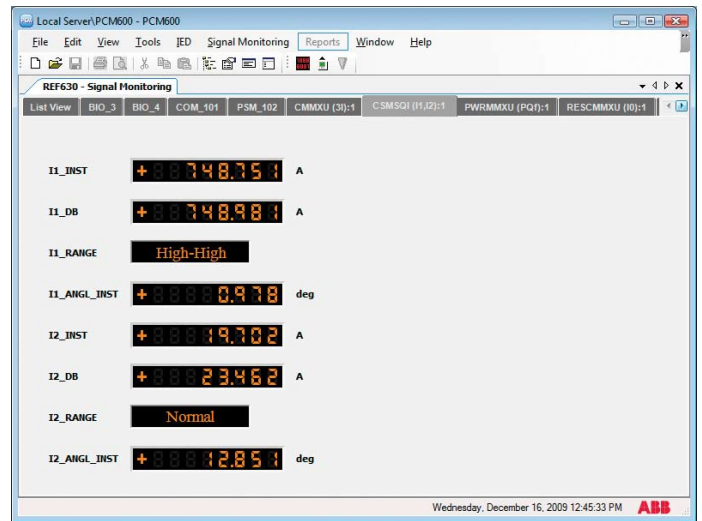 Local Server\PCM600 - PCM600
File Edit View Tools IED Signal Monitoring Reports Window Help
REF630 - Signal Monitoring
List View BIO_3 BIO_4 COM_101 PSM_102 CMMXU (3I):1 CSMSQI (I1,I2):1 PWRMMXU (PQf):1 RESCMMXU (I0):1
I1_INST + 748.751 A
I1_DB + 748.981 A
I1_RANGE High-High
I1_ANGL_INST + 0.978 deg
I2_INST + 19.702 A
I2_DB + 23.462 A
I2_RANGE Normal
I2_ANGL_INST + 12.851 deg
Wednesday, December 16, 2009 12:45:33 PM ABB